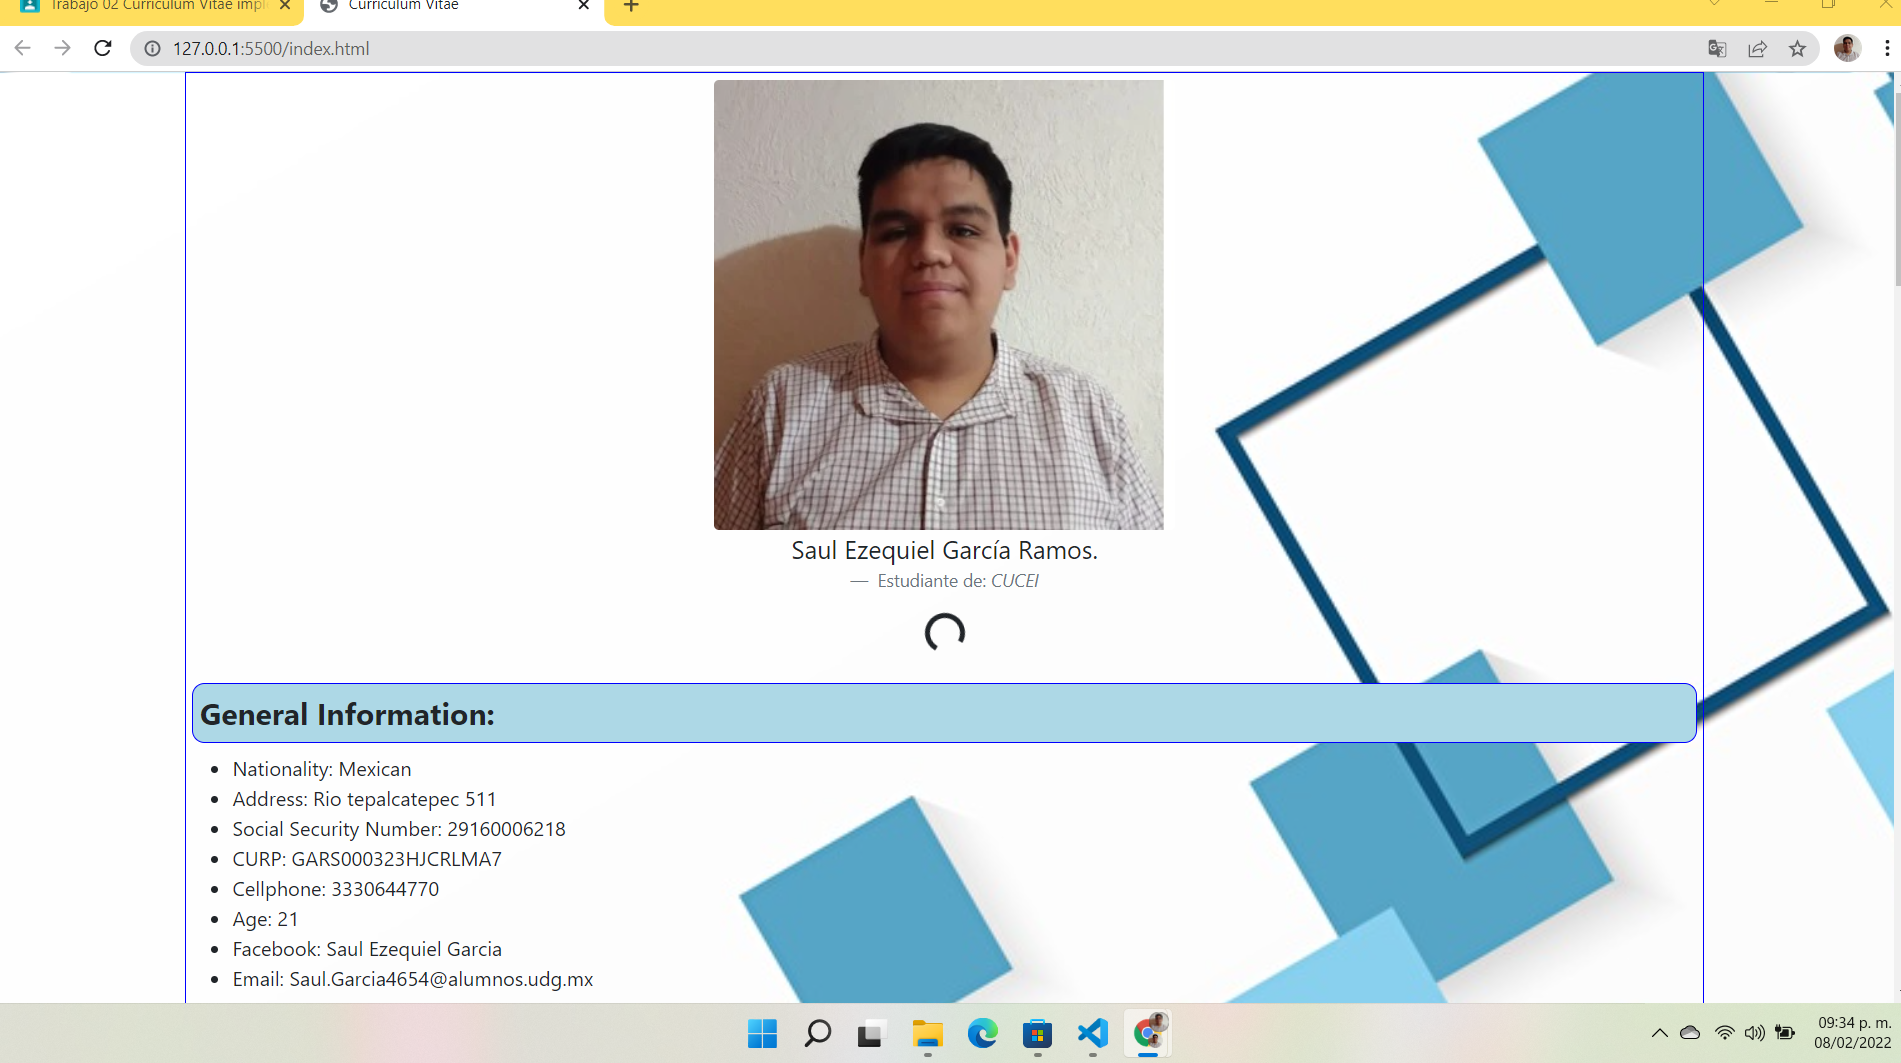 Trabajo 02 Curriculum Vitae impl
Curriculum Vitae
127.0.0.1:5500/index.html
Saul Ezequiel García Ramos.
— Estudiante de: CUCEI
General Information:
• Nationality: Mexican
• Address: Rio tepalcatepec 511
• Social Security Number: 29160006218
• CURP: GARS000323HJCRLMA7
• Cellphone: 3330644770
• Age: 21
• Facebook: Saul Ezequiel Garcia
• Email: Saul.Garcia4654@alumnos.udg.mx
09:34 p. m.
08/02/2022